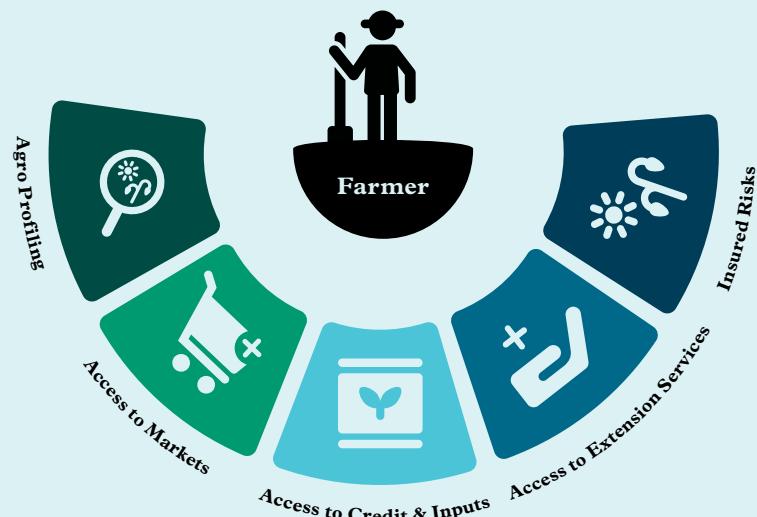 Farmer
Agro Profiling
Access to Markets
Access to Credit & Inputs
Access to Extension Services
Insured Risks